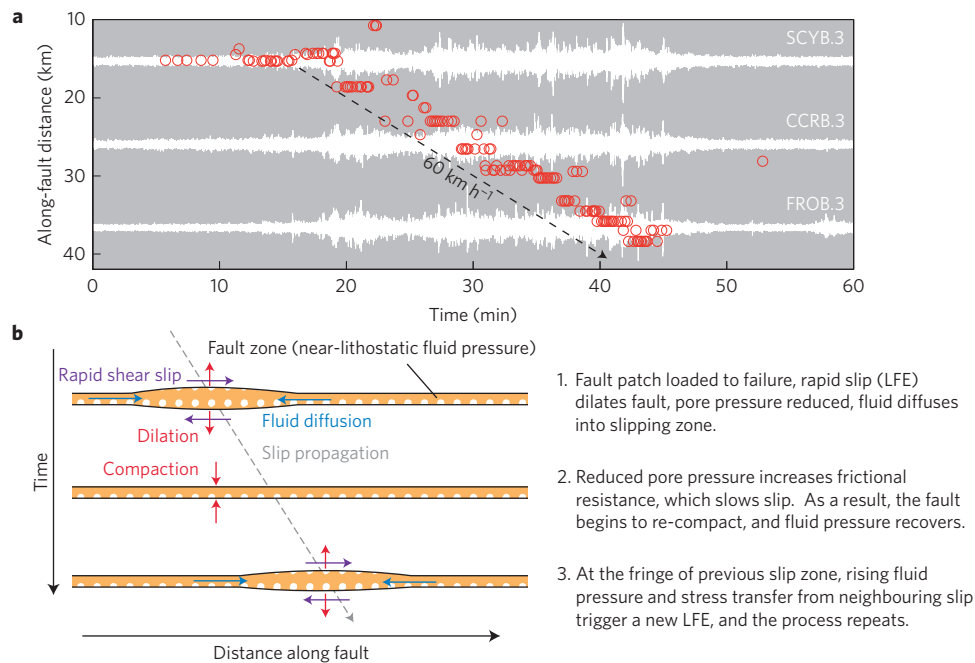 a
10
20
30
40
Along-fault distance (km)
SCYB.3
CCRB.3
FROB.3
60 km h⁻¹
0
10
20
30
40
50
60
Time (min)
b
Time
Fault zone (near-lithostatic fluid pressure)
Rapid shear slip
Fluid diffusion
Dilation
Slip propagation
Compaction
Distance along fault
1. Fault patch loaded to failure, rapid slip (LFE)
dilates fault, pore pressure reduced, fluid diffuses
into slipping zone.
2. Reduced pore pressure increases frictional
resistance, which slows slip. As a result, the fault
begins to re-compact, and fluid pressure recovers.
3. At the fringe of previous slip zone, rising fluid
pressure and stress transfer from neighbouring slip
trigger a new LFE, and the process repeats.